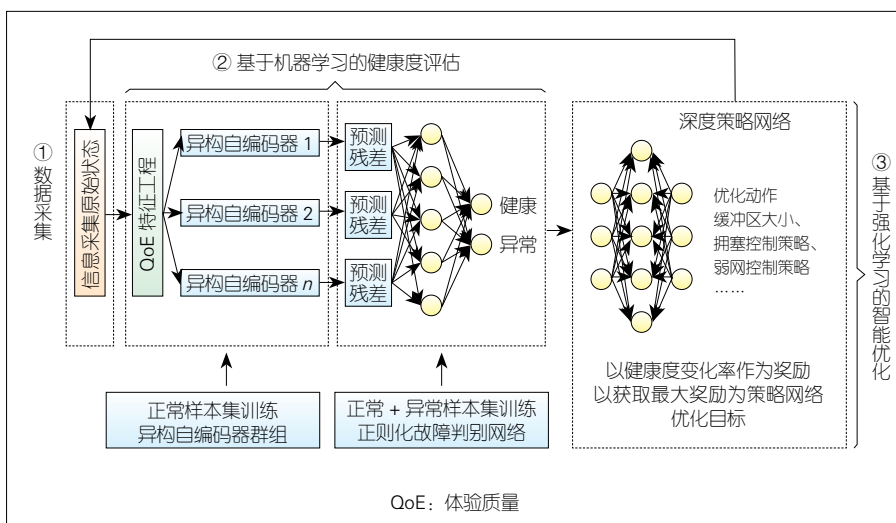 ② 基于机器学习的健康度评估
① 数据采集
信息采集原始状态
QoE 特征工程
异构自编码器 1
异构自编码器 2
异构自编码器 n
预测
残差
预测
残差
预测
残差
健康
异常
深度策略网络
优化动作
缓冲区大小、
拥塞控制策略、
弱网控制策略
……
以健康度变化率作为奖励
以获取最大奖励为策略网络
优化目标
③ 基于强化学习的智能优化
正常样本集训练
异构自编码器群组
正常 + 异常样本集训练
正则化故障判别网络
QoE：体验质量